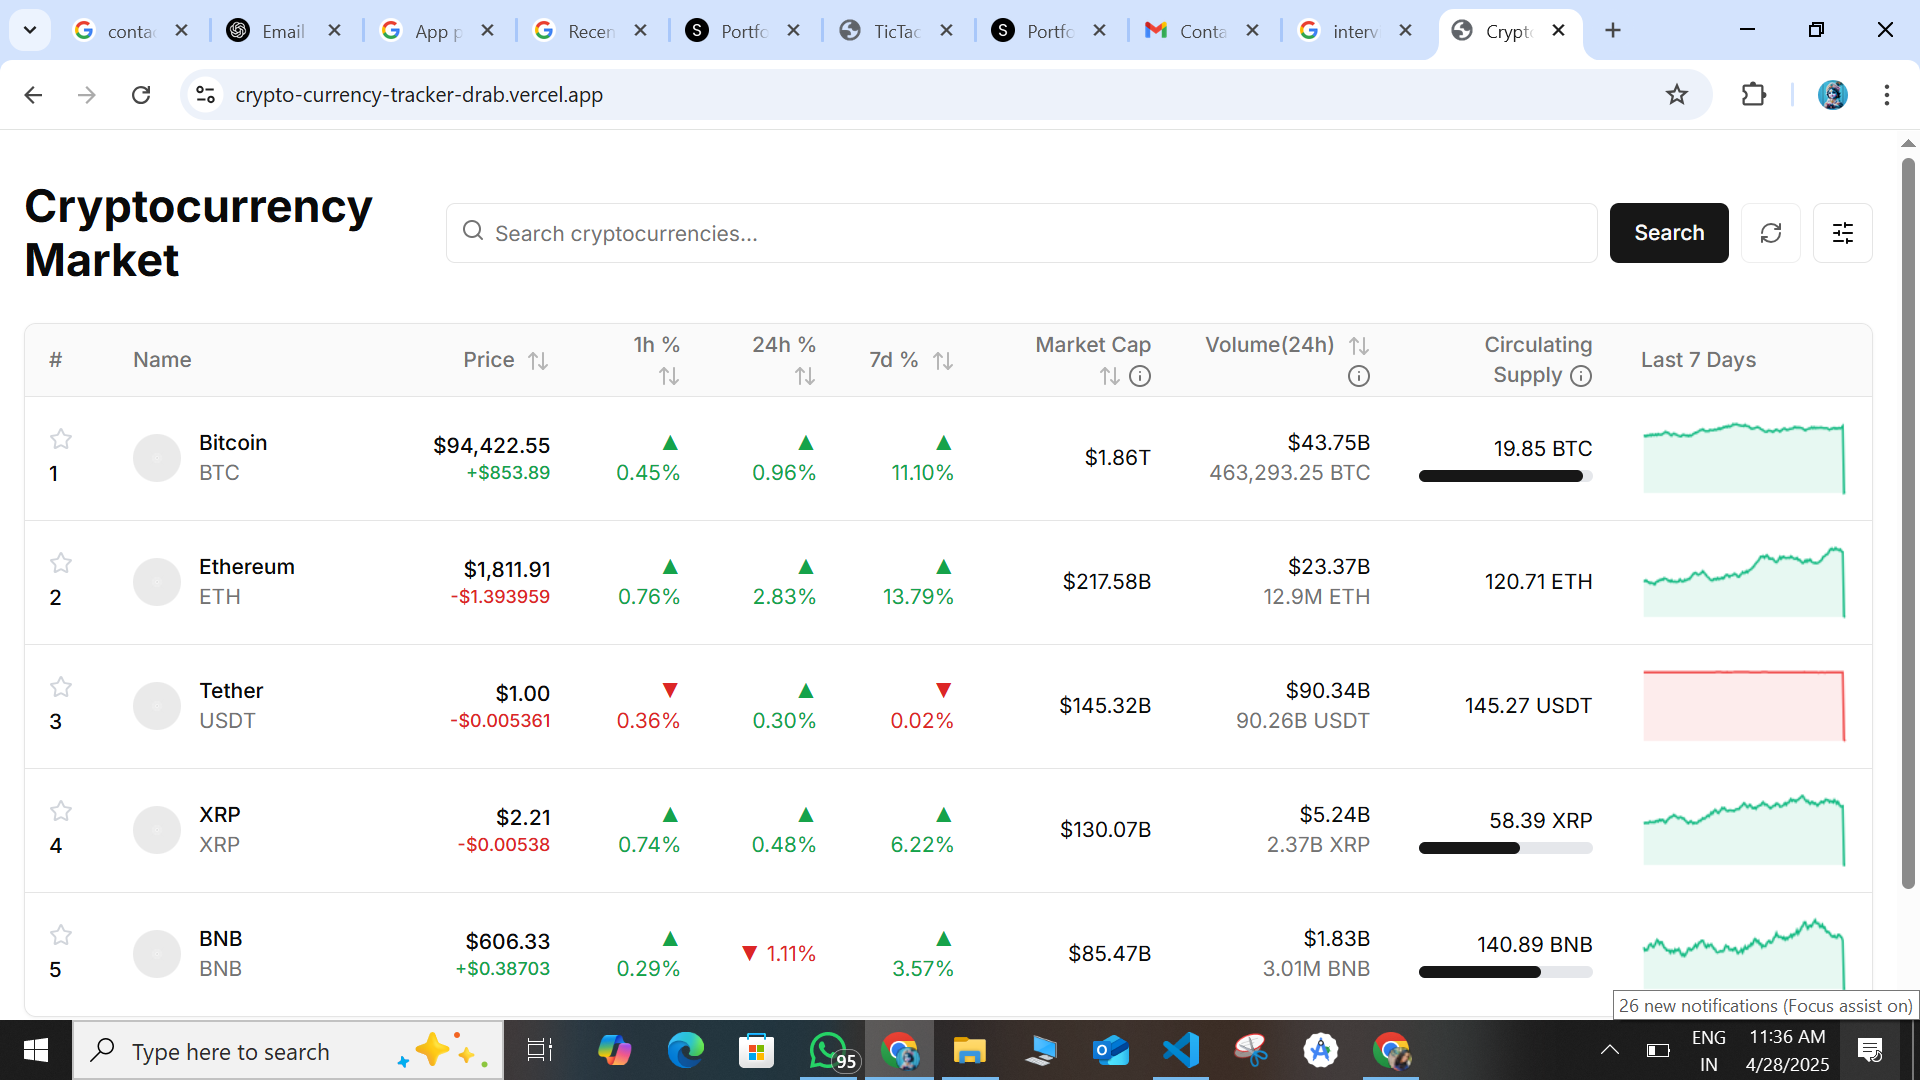 conta
Email
App p
Recen
Portfo
TicTac
Portfo
Conta
interv
Crypto
crypto-currency-tracker-drab.vercel.app
Cryptocurrency
Market
Search cryptocurrencies...
Search
# Name Price 1h % 24h % 7d % Market Cap Volume(24h) Circulating Supply Last 7 Days
1 Bitcoin BTC $94,422.55 +$853.89 ▲ 0.45% ▲ 0.96% ▲ 11.10% $1.86T $43.75B 463,293.25 BTC 19.85 BTC
2 Ethereum ETH $1,811.91 -$1.393959 ▲ 0.76% ▲ 2.83% ▲ 13.79% $217.58B $23.37B 12.9M ETH 120.71 ETH
3 Tether USDT $1.00 -$0.005361 ▼ 0.36% ▲ 0.30% ▼ 0.02% $145.32B $90.34B 90.26B USDT 145.27 USDT
4 XRP XRP $2.21 -$0.00538 ▲ 0.74% ▲ 0.48% ▲ 6.22% $130.07B $5.24B 2.37B XRP 58.39 XRP
5 BNB BNB $606.33 +$0.38703 ▲ 0.29% ▼ 1.11% ▲ 3.57% $85.47B $1.83B 3.01M BNB 140.89 BNB
26 new notifications (Focus assist on)
Type here to search
95
ENG
IN
11:36 AM
4/28/2025